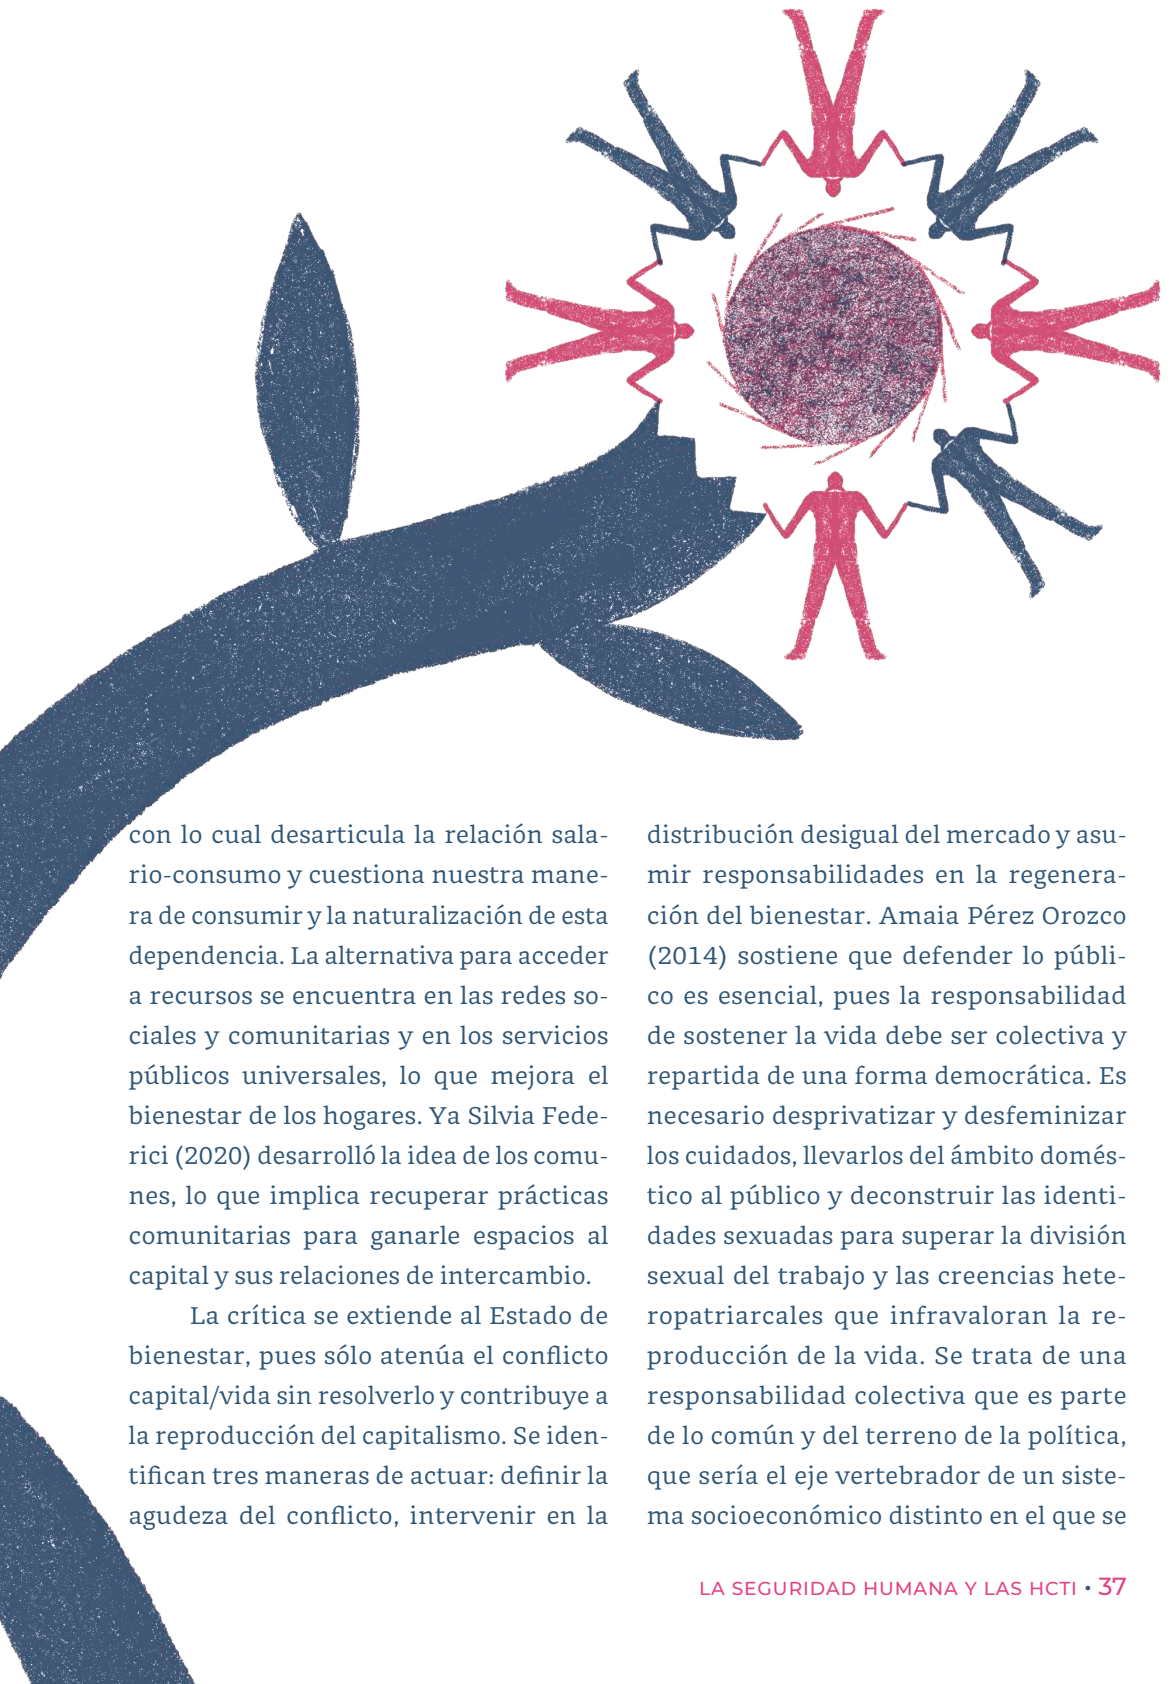 con lo cual desarticula la relación sala-
rio-consumo y cuestiona nuestra mane-
ra de consumir y la naturalización de esta
dependencia. La alternativa para acceder
a recursos se encuentra en las redes so-
ciales y comunitarias y en los servicios
públicos universales, lo que mejora el
bienestar de los hogares. Ya Silvia Fede-
rici (2020) desarrolló la idea de los comu-
nes, lo que implica recuperar prácticas
comunitarias para ganarle espacios al
capital y sus relaciones de intercambio.
La crítica se extiende al Estado de
bienestar, pues sólo atenúa el conflicto
capital/vida sin resolverlo y contribuye a
la reproducción del capitalismo. Se iden-
tifican tres maneras de actuar: definir la
agudeza del conflicto, intervenir en la
distribución desigual del mercado y asu-
mir responsabilidades en la regenera-
ción del bienestar. Amaia Pérez Orozco
(2014) sostiene que defender lo públi-
co es esencial, pues la responsabilidad
de sostener la vida debe ser colectiva y
repartida de una forma democrática. Es
necesario desprivatizar y desfeminizar
los cuidados, llevarlos del ámbito domés-
tico al público y deconstruir las identi-
dades sexuadas para superar la división
sexual del trabajo y las creencias hete-
ropatriarcales que infravaloran la re-
producción de la vida. Se trata de una
responsabilidad colectiva que es parte
de lo común y del terreno de la política,
que sería el eje vertebrador de un siste-
ma socioeconómico distinto en el que se
LA SEGURIDAD HUMANA Y LAS HCTI • 37